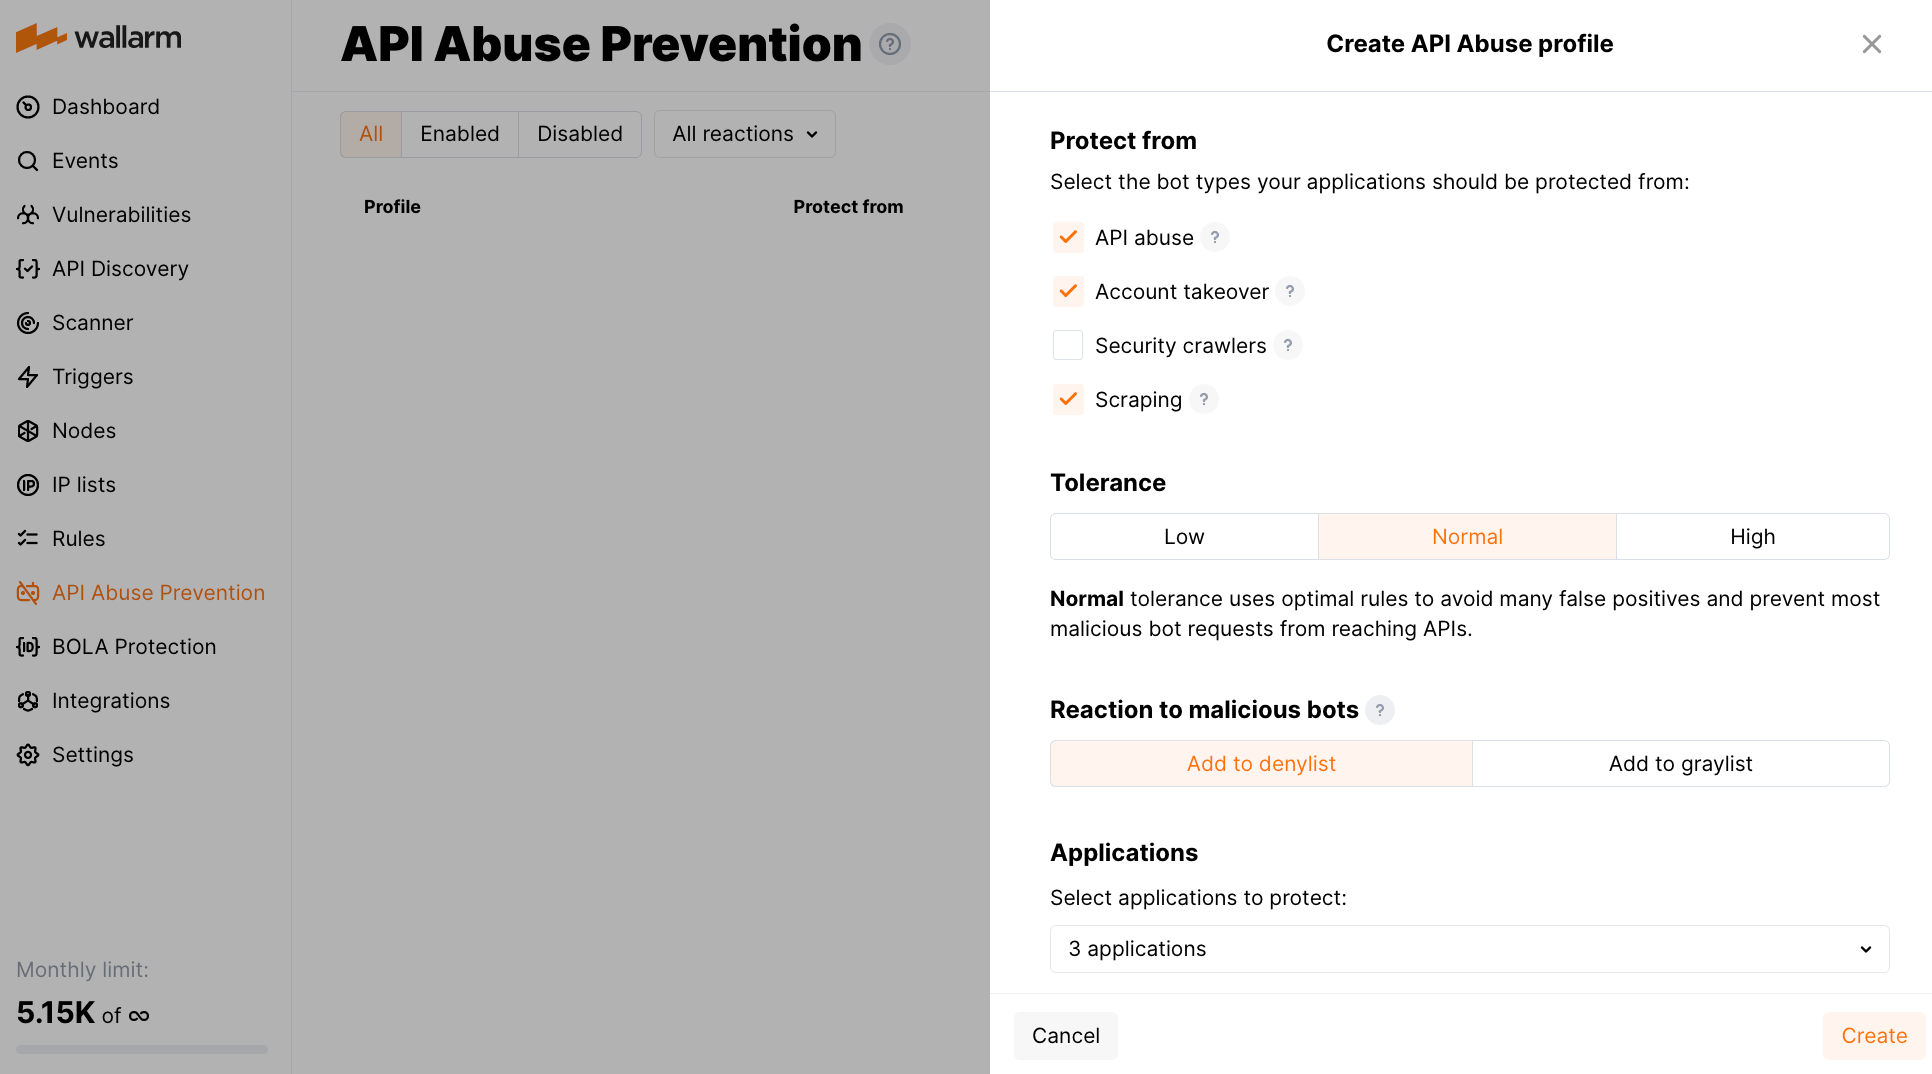 wallarm
Dashboard
Events
Vulnerabilities
API Discovery
Scanner
Triggers
Nodes
IP lists
Rules
API Abuse Prevention
BOLA Protection
Integrations
Settings
Monthly limit:
5.15K of ∞
API Abuse Prevention ?
All Enabled Disabled All reactions
Profile Protect from
Create API Abuse profile
Protect from
Select the bot types your applications should be protected from:
API abuse ?
Account takeover ?
Security crawlers ?
Scraping ?
Tolerance
Low Normal High
Normal tolerance uses optimal rules to avoid many false positives and prevent most
malicious bot requests from reaching APIs.
Reaction to malicious bots ?
Add to denylist Add to graylist
Applications
Select applications to protect:
3 applications
Cancel Create